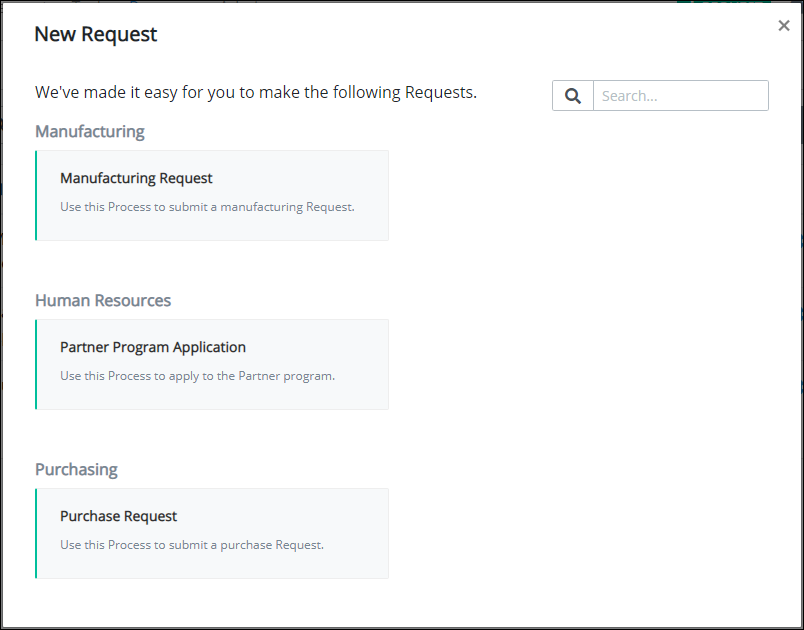 New Request
×
We've made it easy for you to make the following Requests.
Search...
Manufacturing
Manufacturing Request
Use this Process to submit a manufacturing Request.
Human Resources
Partner Program Application
Use this Process to apply to the Partner program.
Purchasing
Purchase Request
Use this Process to submit a purchase Request.